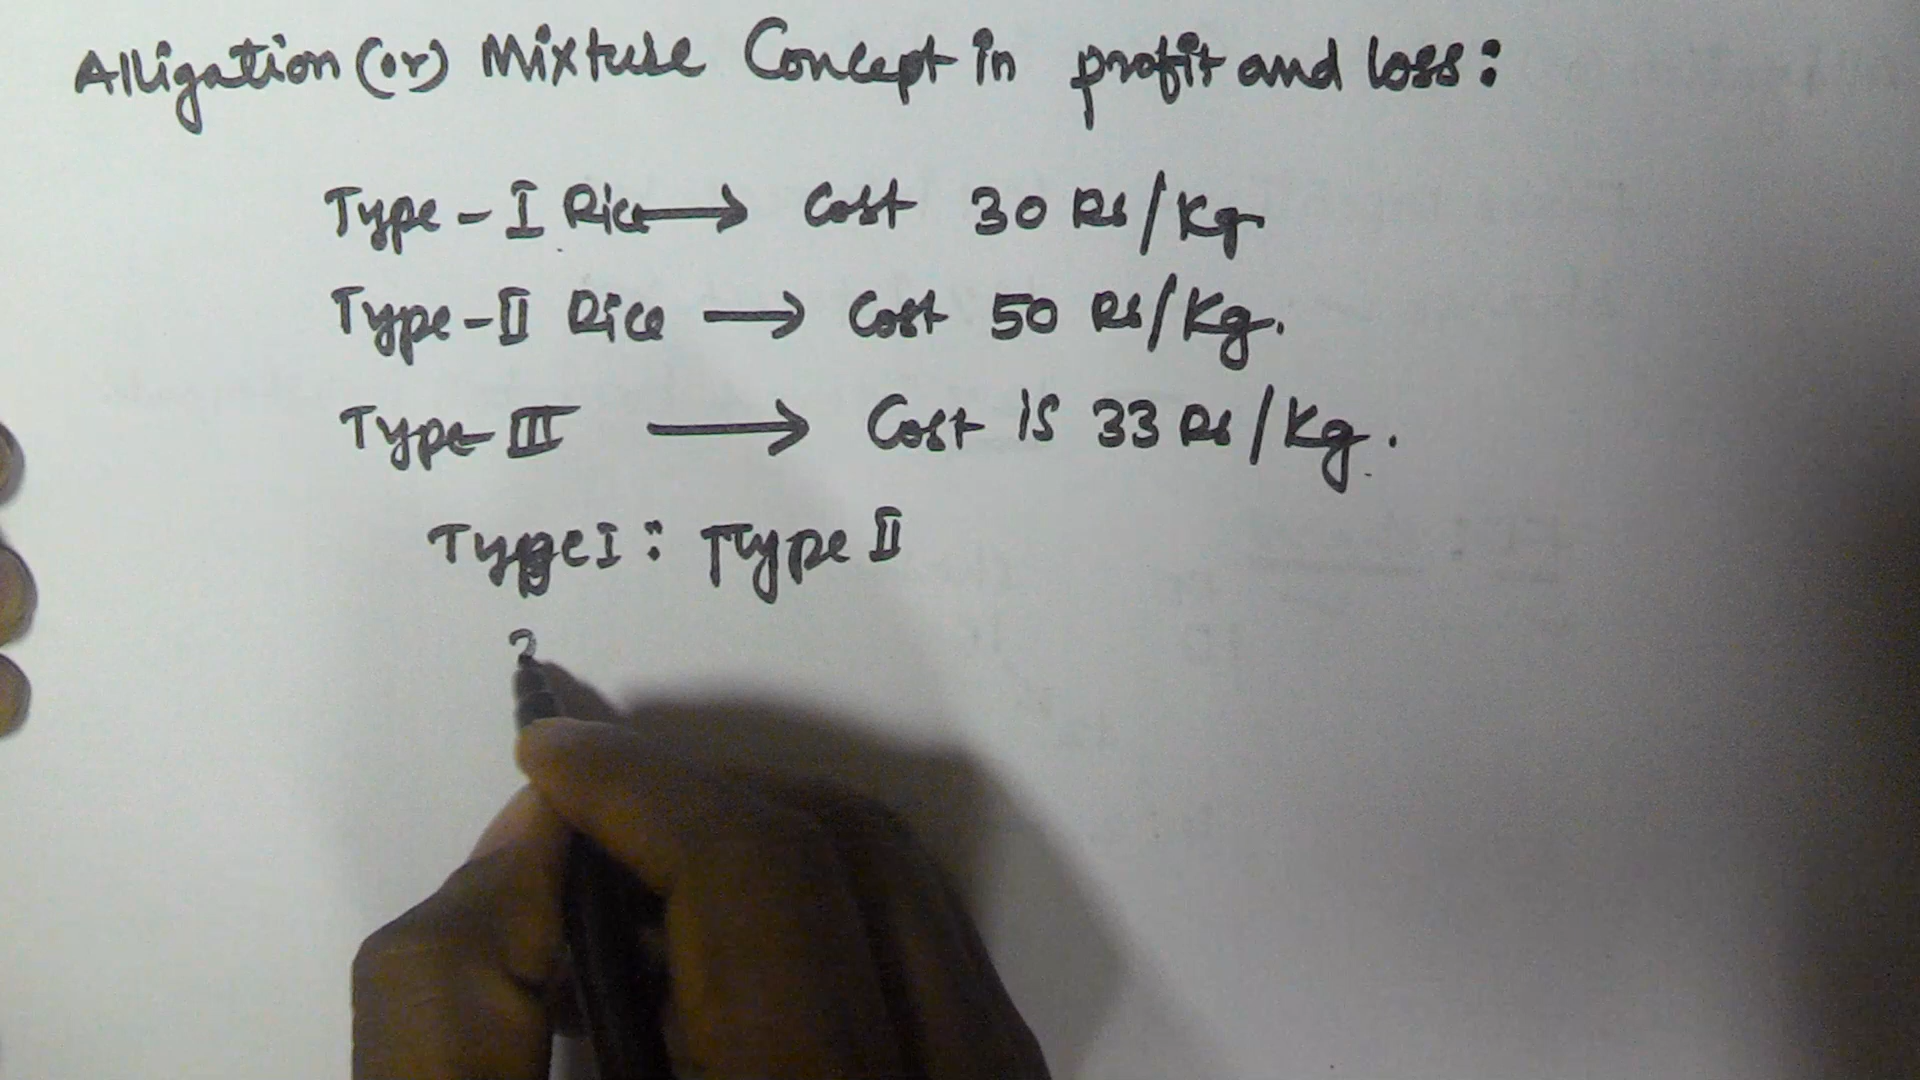 Alligation (or) Mixture Concept in profit and loss:
Type-I Rice → Cost 30 Rs/Kg
Type-II Rice → Cost 50 Rs/Kg.
Type-III → Cost is 33 Rs/Kg.
Type I : Type II